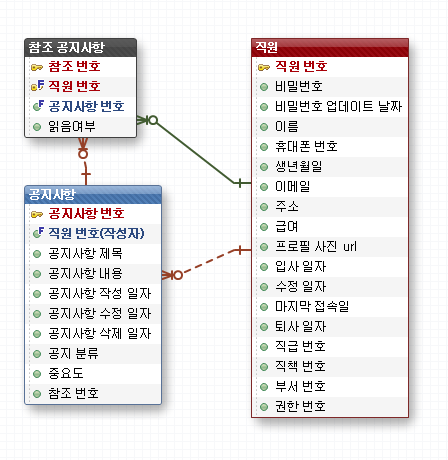 참조 공지사항
참조 번호
직원 번호
공지사항 번호
읽음여부
공지사항
공지사항 번호
직원 번호(작성자)
공지사항 제목
공지사항 내용
공지사항 작성 일자
공지사항 수정 일자
공지사항 삭제 일자
공지 분류
중요도
참조 번호
직원
직원 번호
비밀번호
비밀번호 업데이트 날짜
이름
휴대폰 번호
생년월일
이메일
주소
급여
프로필 사진 url
입사 일자
수정 일자
마지막 접속일
퇴사 일자
직급 번호
직책 번호
부서 번호
권한 번호